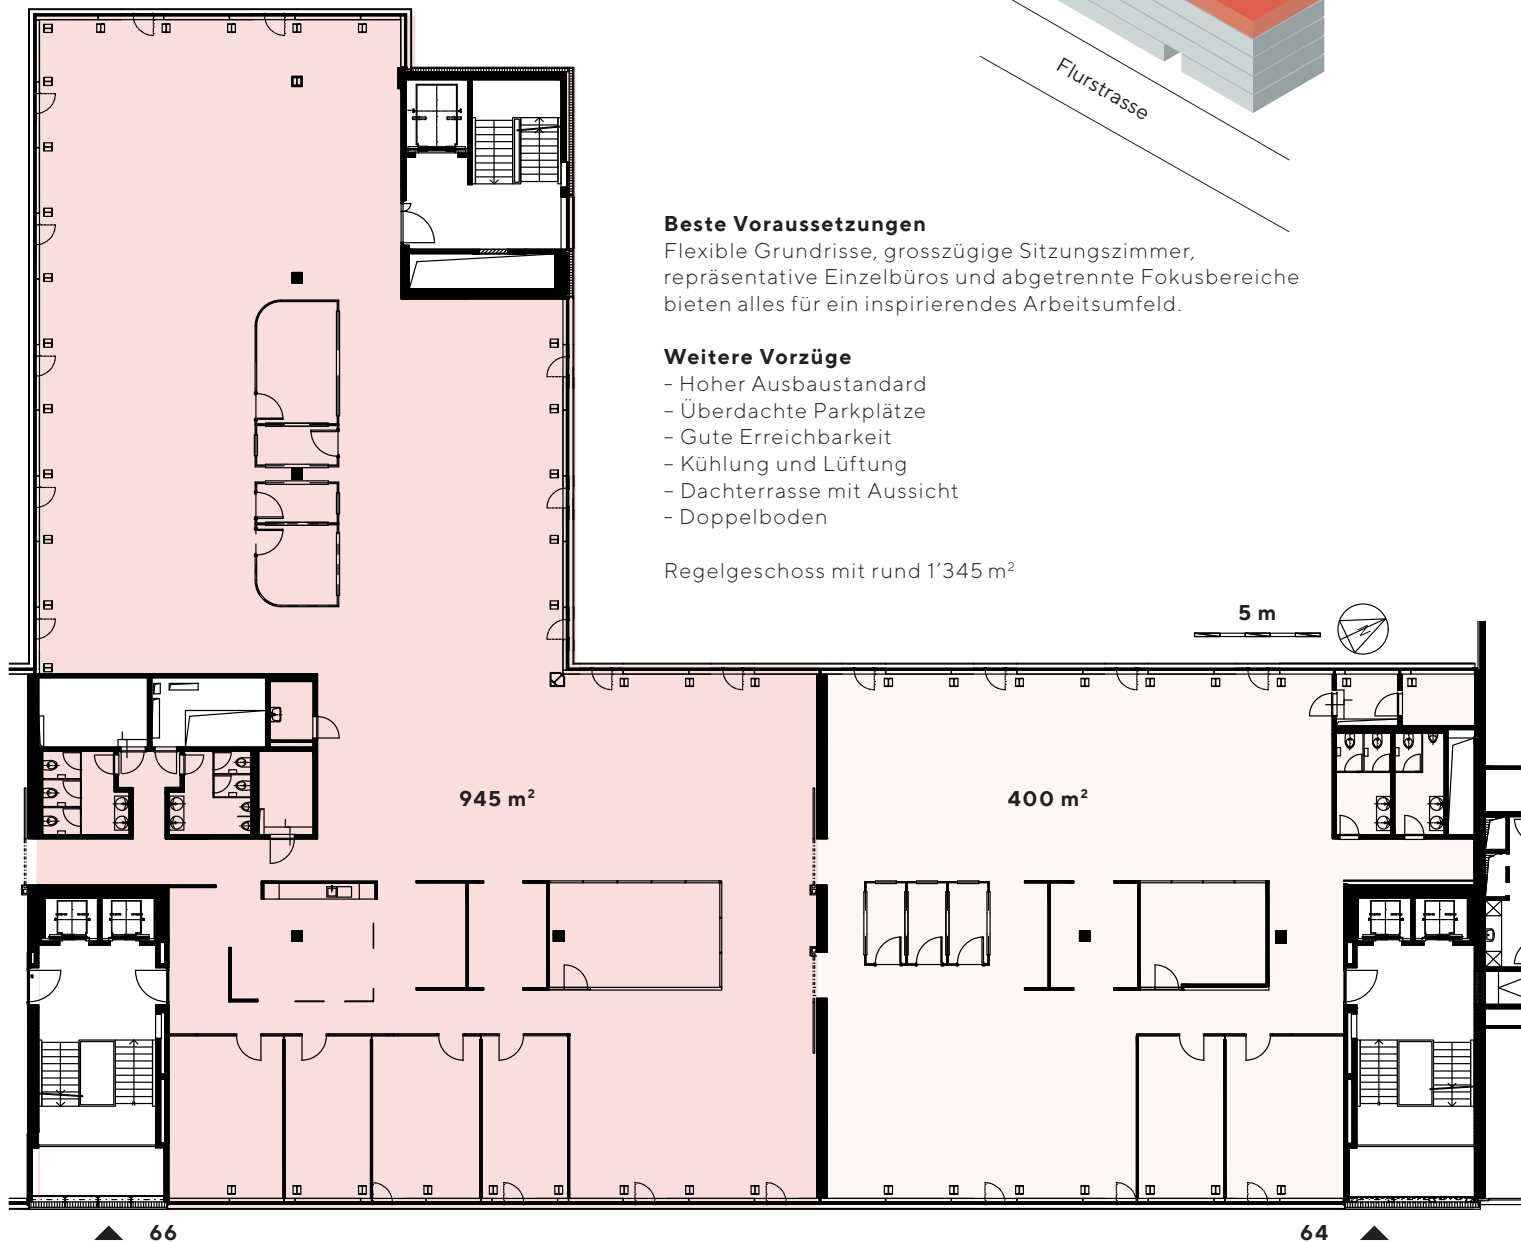 Flurstrasse
Beste Voraussetzungen
Flexible Grundrisse, grosszügige Sitzungszimmer,
repräsentative Einzelbüros und abgetrennte Fokusbereiche
bieten alles für ein inspirierendes Arbeitsumfeld.
Weitere Vorzüge
– Hoher Ausbaustandard
– Überdachte Parkplätze
– Gute Erreichbarkeit
– Kühlung und Lüftung
– Dachterrasse mit Aussicht
– Doppelboden
Regelgeschoss mit rund 1’345 m²
5 m
N
945 m²
400 m²
66
64